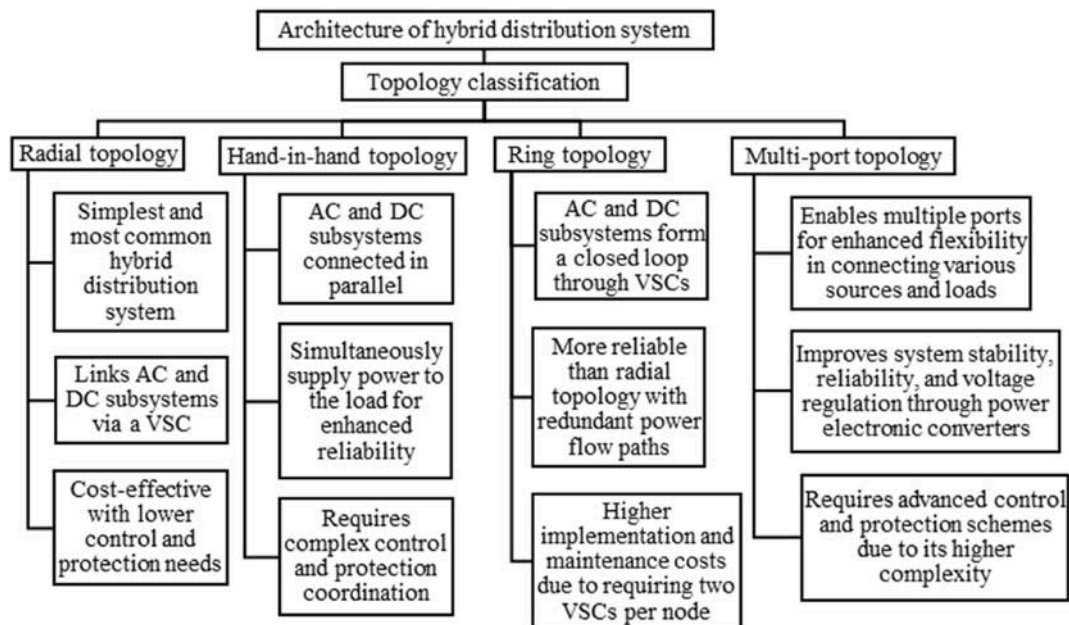 Architecture of hybrid distribution system
Topology classification
Radial topology
Simplest and
most common
hybrid
distribution
system
Links AC and
DC subsystems
via a VSC
Cost-effective
with lower
control and
protection needs
Hand-in-hand topology
AC and DC
subsystems
connected in
parallel
Simultaneously
supply power to
the load for
enhanced
reliability
Requires
complex control
and protection
coordination
Ring topology
AC and DC
subsystems form
a closed loop
through VSCs
More reliable
than radial
topology with
redundant power
flow paths
Higher
implementation and
maintenance costs
due to requiring two
VSCs per node
Multi-port topology
Enables multiple ports
for enhanced flexibility
in connecting various
sources and loads
Improves system stability,
reliability, and voltage
regulation through power
electronic converters
Requires advanced control
and protection schemes
due to its higher
complexity